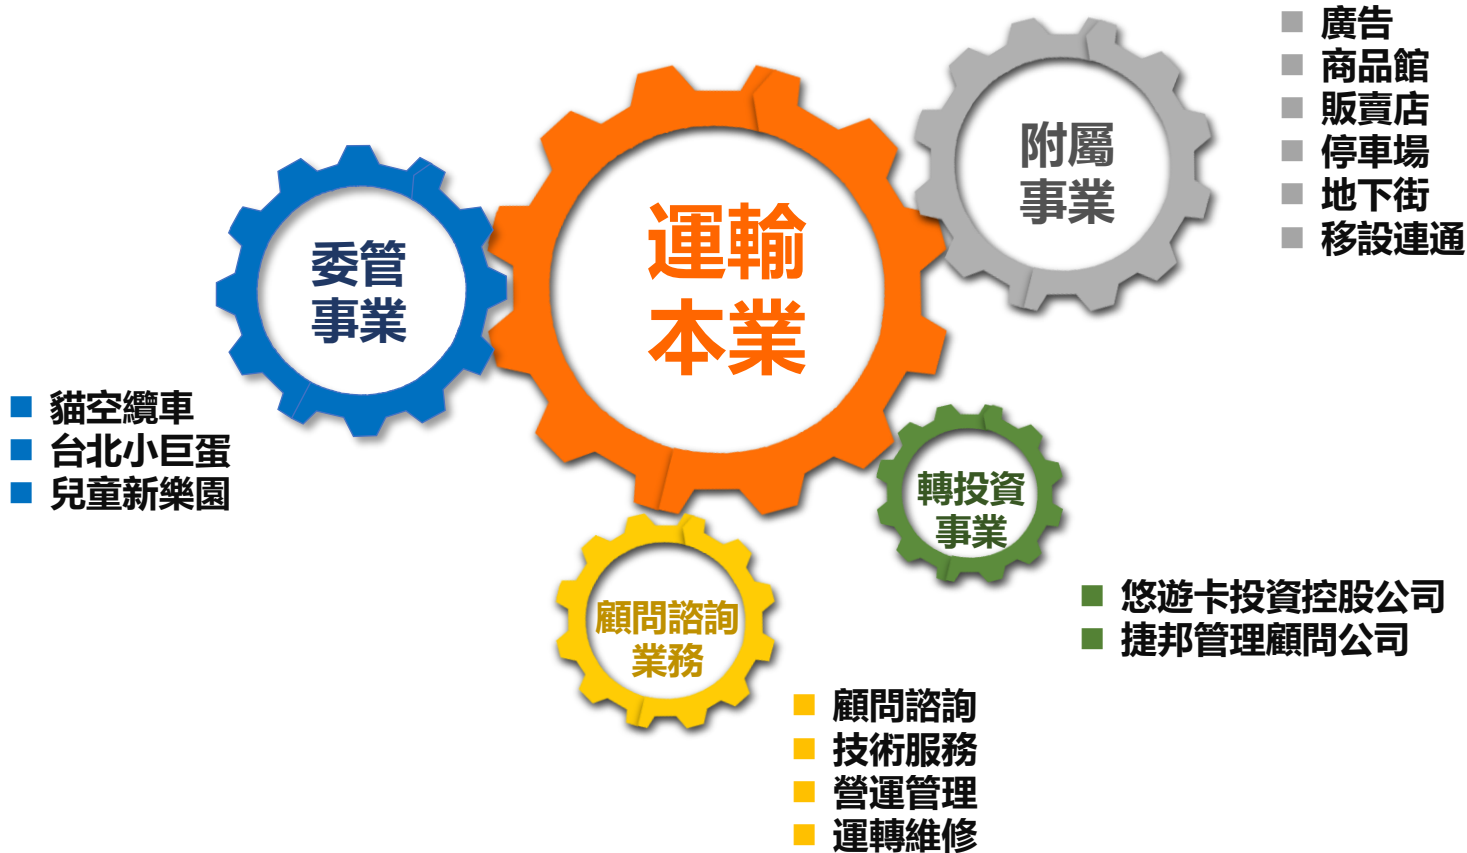 運輸
本業
附屬
事業
廣告
商品館
販賣店
停車場
地下街
移設連通
委管
事業
貓空纜車
台北小巨蛋
兒童新樂園
轉投資
事業
悠遊卡投資控股公司
捷邦管理顧問公司
顧問諮詢
業務
顧問諮詢
技術服務
營運管理
運轉維修